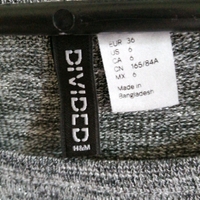 DIVIDED
H&M
EUR 36
US 6
CA 6
CN 165/84A
MX 6
Made in
Bangladesh